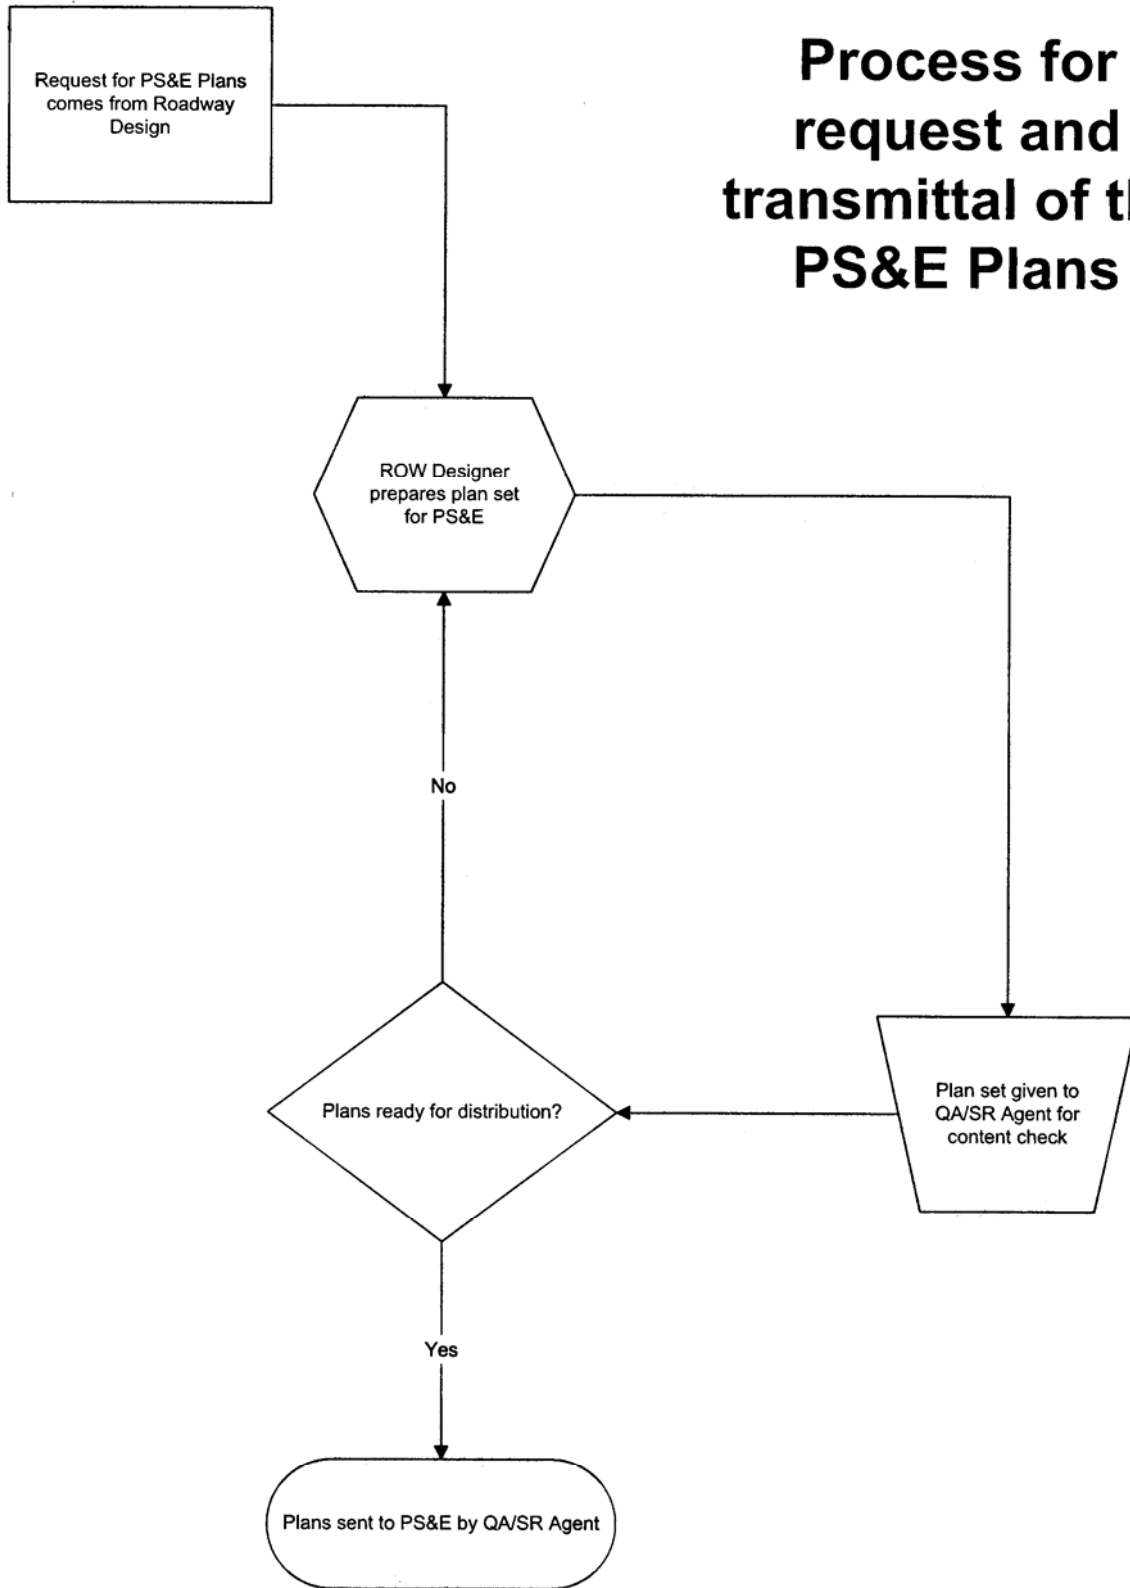 Process for
request and
transmittal of th
PS&E Plans
Request for PS&E Plans
comes from Roadway
Design
ROW Designer
prepares plan set
for PS&E
No
Plans ready for distribution?
Plan set given to
QA/SR Agent for
content check
Yes
Plans sent to PS&E by QA/SR Agent